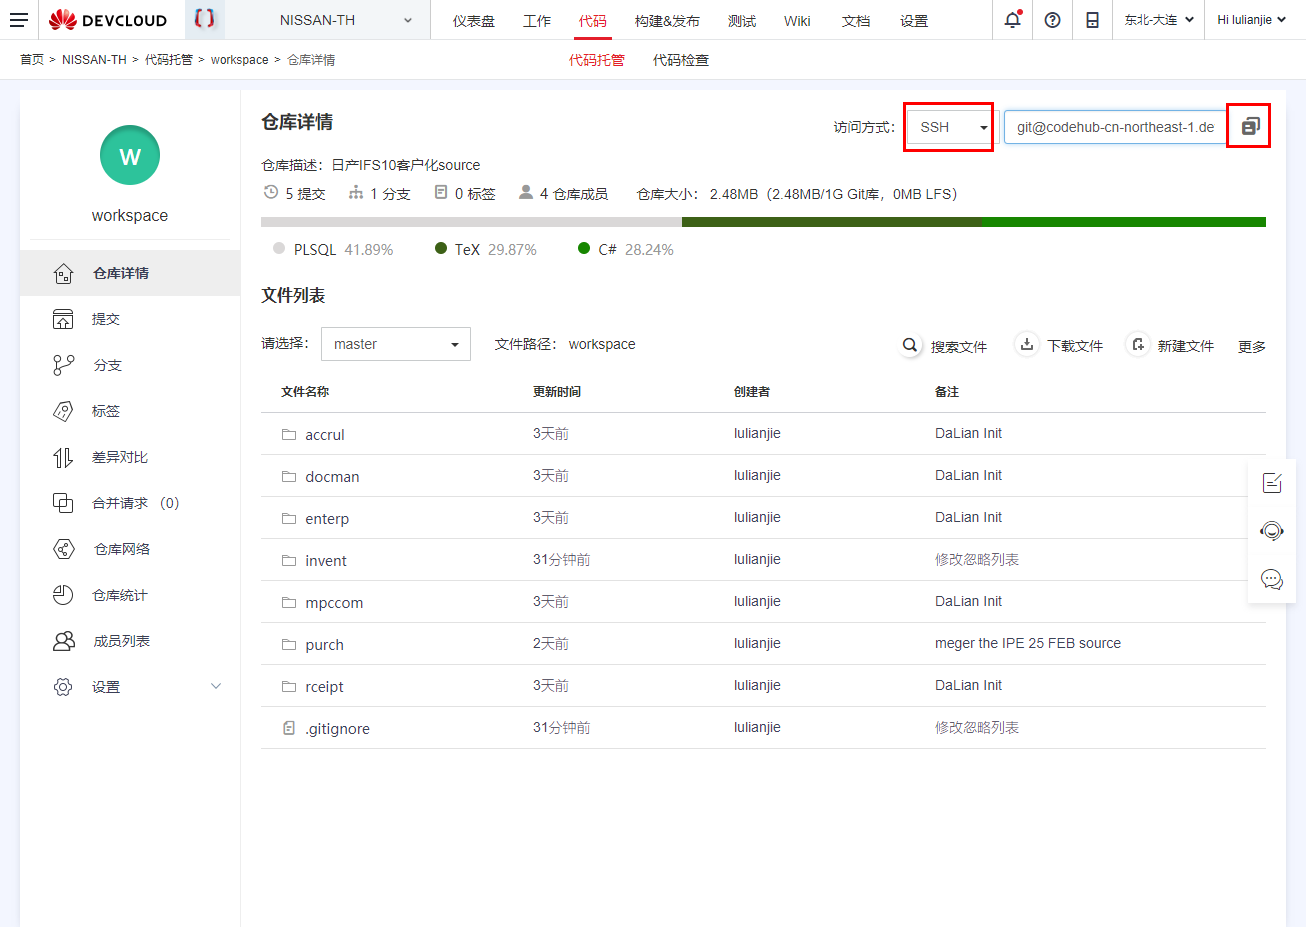 DEVCLOUD NISSAN-TH 仪表盘 工作 代码 构建&发布 测试 Wiki 文档 设置 东北-大连 Hi lulianjie
首页 > NISSAN-TH > 代码托管 > workspace > 仓库详情 代码托管 代码检查
W
workspace
仓库详情
提交
分支
标签
差异对比
合并请求 (0)
仓库网络
仓库统计
成员列表
设置
仓库详情 访问方式: SSH git@codehub-cn-northeast-1.de
仓库描述: 日产IFS10客户化source
5 提交 1 分支 0 标签 4 仓库成员 仓库大小: 2.48MB (2.48MB/1G Git库, 0MB LFS)
PLSQL 41.89% TeX 29.87% C# 28.24%
文件列表
请选择: master 文件路径: workspace 搜索文件 下载文件 新建文件 更多
文件名称 更新时间 创建者 备注
accrul 3天前 lulianjie DaLian Init
docman 3天前 lulianjie DaLian Init
enterp 3天前 lulianjie DaLian Init
invent 31分钟前 lulianjie 修改忽略列表
mpccom 3天前 lulianjie DaLian Init
purch 2天前 lulianjie meger the IPE 25 FEB source
rceipt 3天前 lulianjie DaLian Init
.gitignore 31分钟前 lulianjie 修改忽略列表